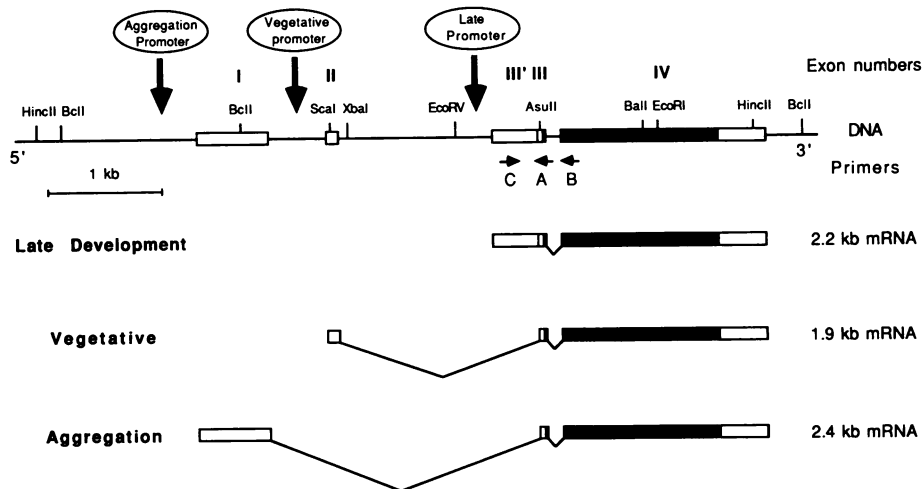 Aggregation
Promoter
Vegetative
promoter
Late
Promoter
I
II
III' III
IV
Exon numbers
HincII BclI
BclI
ScaI XbaI
EcoRV
AsuII
BalI EcoRI
HincII
BclI
5'
3'
DNA
1 kb
C
A
B
Primers
Late Development
2.2 kb mRNA
Vegetative
1.9 kb mRNA
Aggregation
2.4 kb mRNA